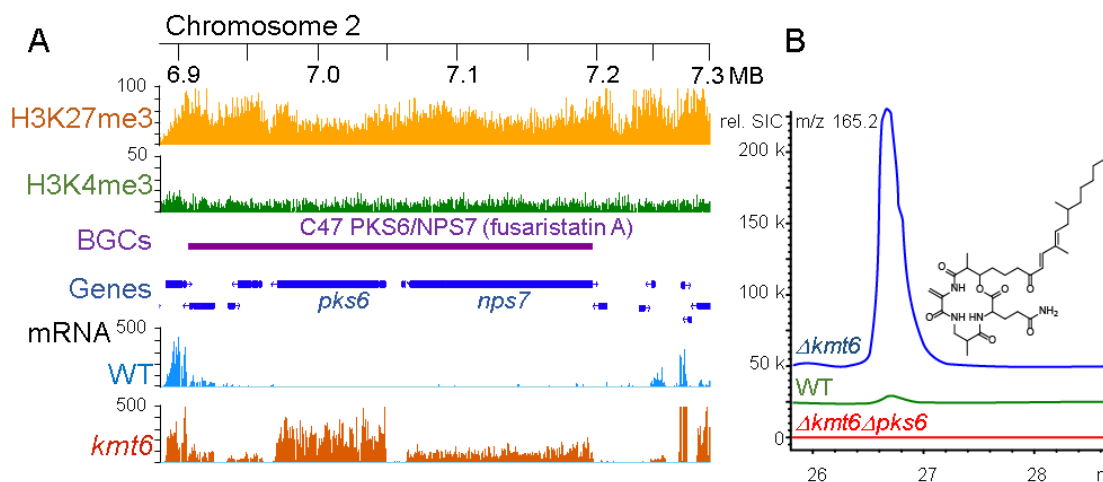 A
Chromosome 2
6.9 7.0 7.1 7.2 7.3 MB
H3K27me3
100
H3K4me3
50
BGCs
C47 PKS6/NPS7 (fusaristatin A)
Genes
pks6 nps7
mRNA
500
WT
500
kmt6
B
rel. SIC m/z 165.2
200 k
150 k
100 k
50 k
0
Δkmt6
WT
Δkmt6Δpks6
26 27 28
O
NH
O
O
O
O
NH
HN
O
O
O
NH₂